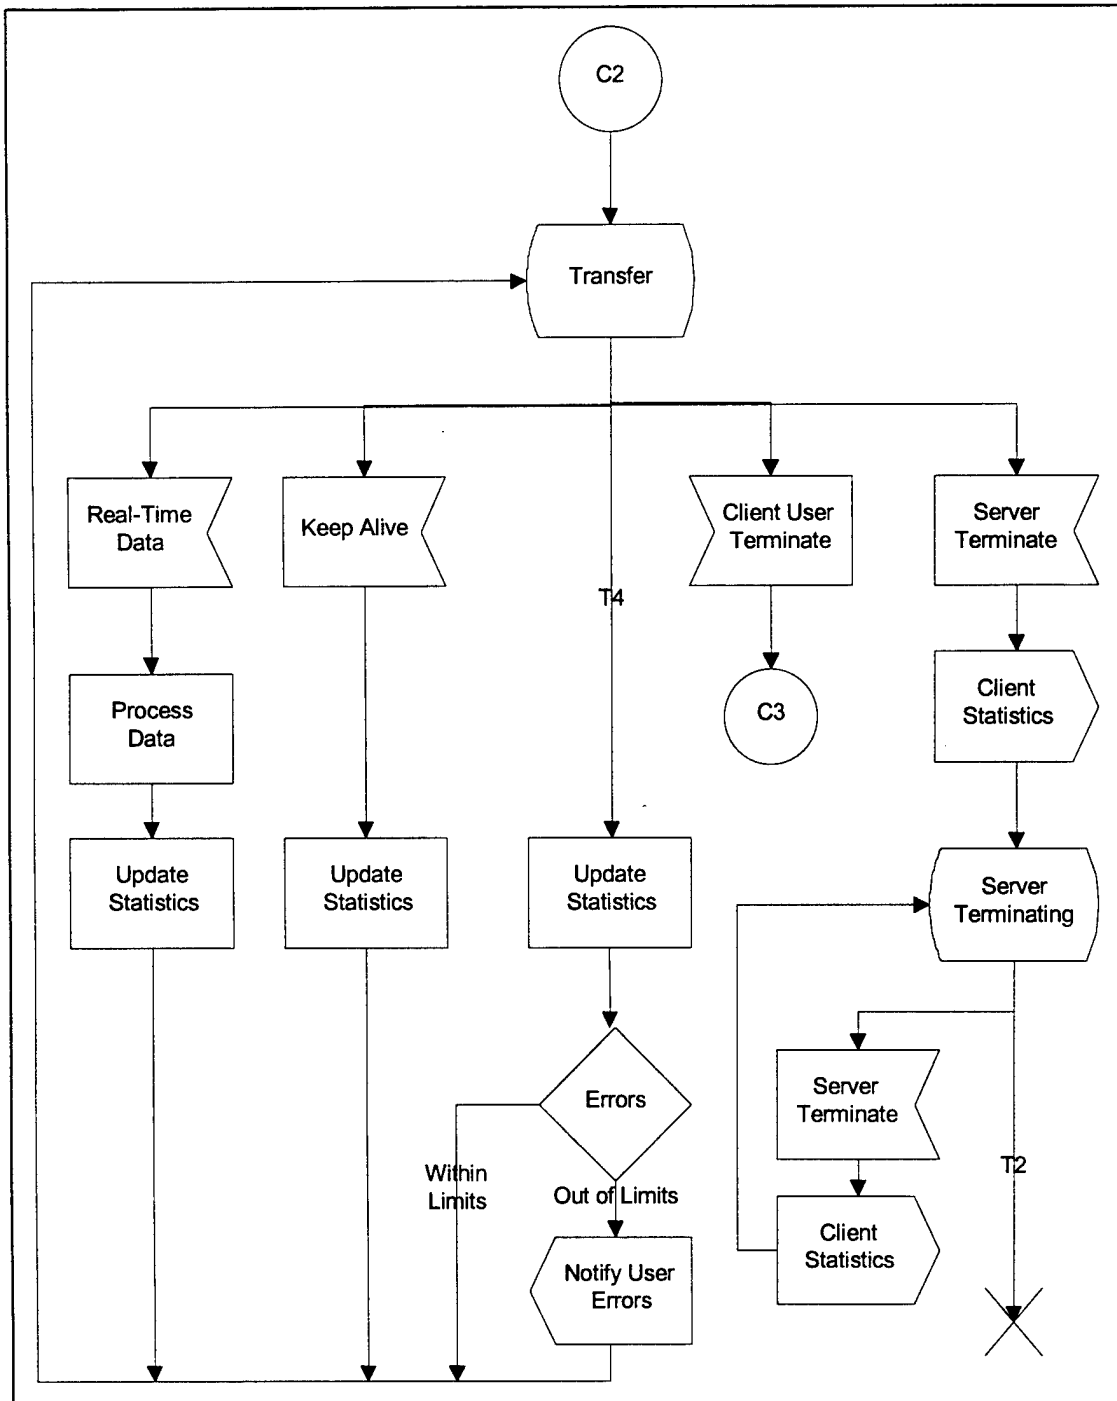 C2
Transfer
Real-Time
Data
Keep Alive
T4
Client User
Terminate
Server
Terminate
Process
Data
C3
Client
Statistics
Update
Statistics
Update
Statistics
Update
Statistics
Server
Terminating
Errors
Server
Terminate
Within
Limits
Out of Limits
T2
Client
Statistics
Notify User
Errors